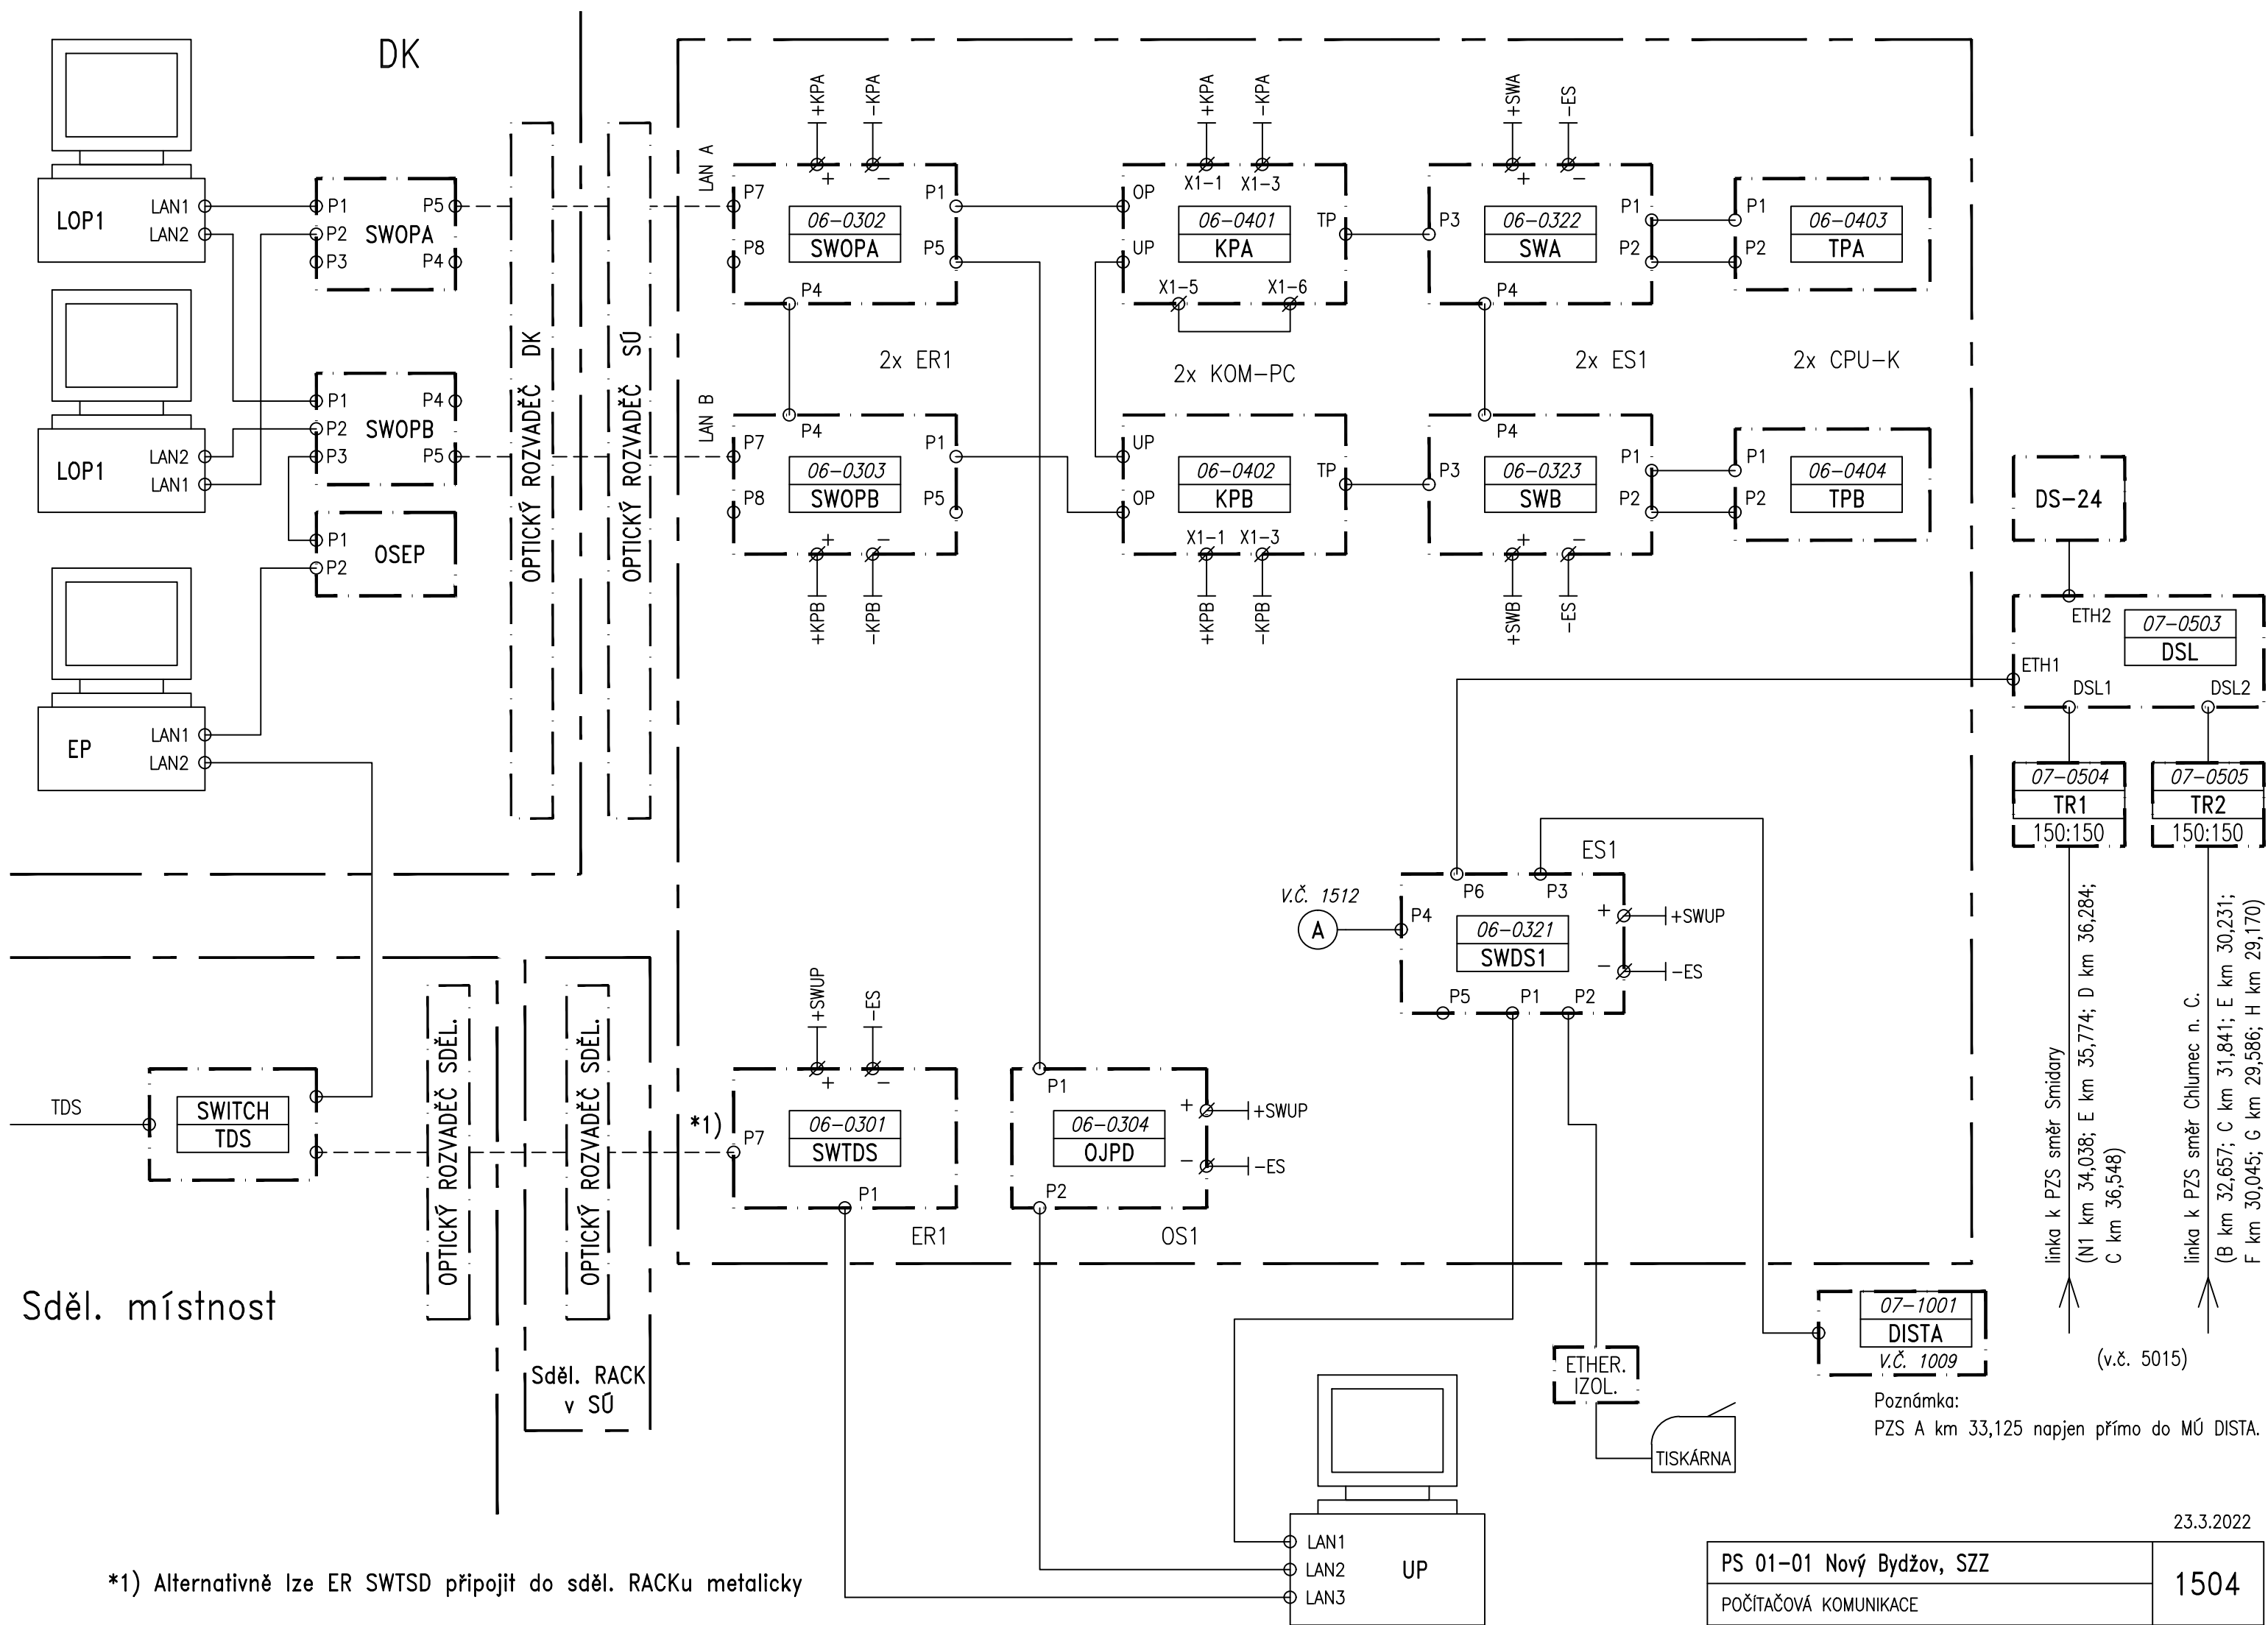 DK
LOP1
LAN1
LAN2
P1
P2
P3
SWOPA
P5
P4
LOP1
LAN2
LAN1
P1
P2
P3
SWOPB
P4
P5
P1
P2
OSEP
EP
LAN1
LAN2
OPTICKÝ ROZVADĚČ DK
OPTICKÝ ROZVADĚČ SÚ
LAN A
LAN B
+KPA
-KPA
+
-
P7
P8
06-0302
SWOPA
P1
P5
P4
2x ER1
P4
P7
P8
06-0303
SWOPB
P1
P5
+
-
+KPB
-KPB
+KPA
-KPA
X1-1
X1-3
OP
UP
06-0401
KPA
TP
X1-5
X1-6
2x KOM-PC
UP
OP
06-0402
KPB
TP
X1-1
X1-3
+KPB
-KPB
+SWA
-ES
+
-
P3
06-0322
SWA
P1
P2
P4
2x ES1
P4
P3
06-0323
SWB
P1
P2
+
-
+SWB
-ES
P1
P2
06-0403
TPA
2x CPU-K
P1
P2
06-0404
TPB
DS-24
ETH2
ETH1
07-0503
DSL
DSL1
DSL2
07-0504
TR1
150:150
07-0505
TR2
150:150
linka k PZS směr Smidary
(N1 km 34,038; E km 35,774; D km 36,284;
C km 36,548)
linka k PZS směr Chlumec n. C.
(B km 32,657; C km 31,841; E km 30,231;
F km 30,045; G km 29,586; H km 29,170)
(v.č. 5015)
ES1
V.Č. 1512
A
P4
P6
P3
06-0321
SWDS1
+
-
+SWUP
-ES
P5
P1
P2
TDS
SWITCH
TDS
OPTICKÝ ROZVADĚČ SDĚL.
OPTICKÝ ROZVADĚČ SDĚL.
Sděl. místnost
Sděl. RACK
v SÚ
+SWUP
-ES
+
-
*1)
P7
06-0301
SWTDS
P1
ER1
P1
06-0304
OJPD
+
-
+SWUP
-ES
P2
OS1
07-1001
DISTA
V.Č. 1009
ETHER.
IZOL.
TISKÁRNA
Poznámka:
PZS A km 33,125 napjen přímo do MÚ DISTA.
LAN1
LAN2
LAN3
UP
*1) Alternativně lze ER SWTSD připojit do sděl. RACKu metalicky
23.3.2022
PS 01-01 Nový Bydžov, SZZ
POČÍTAČOVÁ KOMUNIKACE
1504